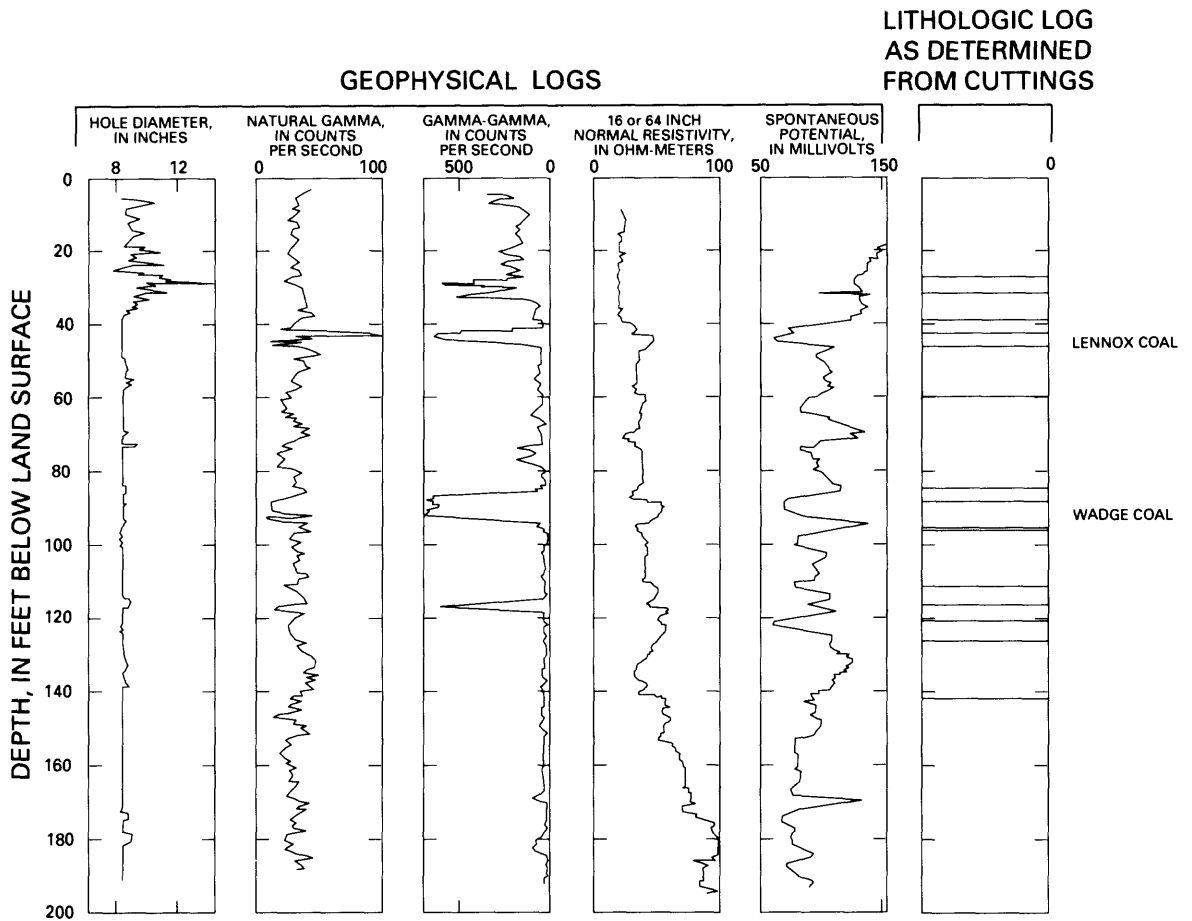 LITHOLOGIC LOG
AS DETERMINED
FROM CUTTINGS
GEOPHYSICAL LOGS
HOLE DIAMETER,
IN INCHES
8 12
NATURAL GAMMA,
IN COUNTS
PER SECOND
0 100
GAMMA-GAMMA,
IN COUNTS
PER SECOND
500 0
16 or 64 INCH
NORMAL RESISTIVITY,
IN OHM-METERS
0 100
SPONTANEOUS
POTENTIAL,
IN MILLIVOLTS
50 150
0
DEPTH, IN FEET BELOW LAND SURFACE
0
20
40
60
80
100
120
140
160
180
200
LENNOX COAL
WADGE COAL